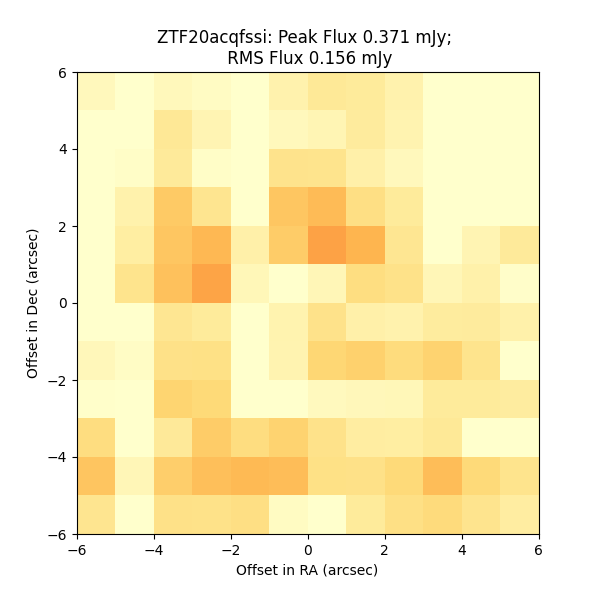 ZTF20acqfssi: Peak Flux 0.371 mJy;
RMS Flux 0.156 mJy
6
4
2
0
−2
−4
−6
Offset in Dec (arcsec)
−6 −4 −2 0 2 4 6
Offset in RA (arcsec)